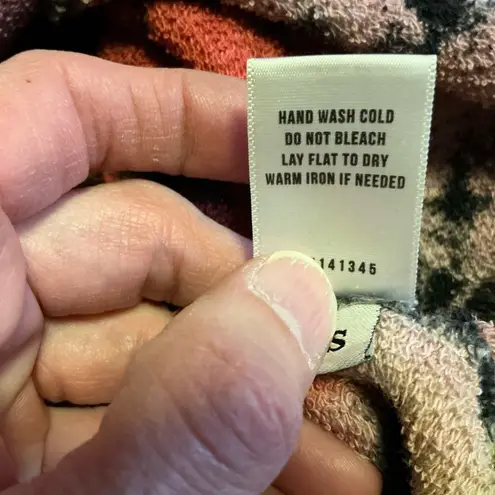 HAND WASH COLD
DO NOT BLEACH
LAY FLAT TO DRY
WARM IRON IF NEEDED
141345
S